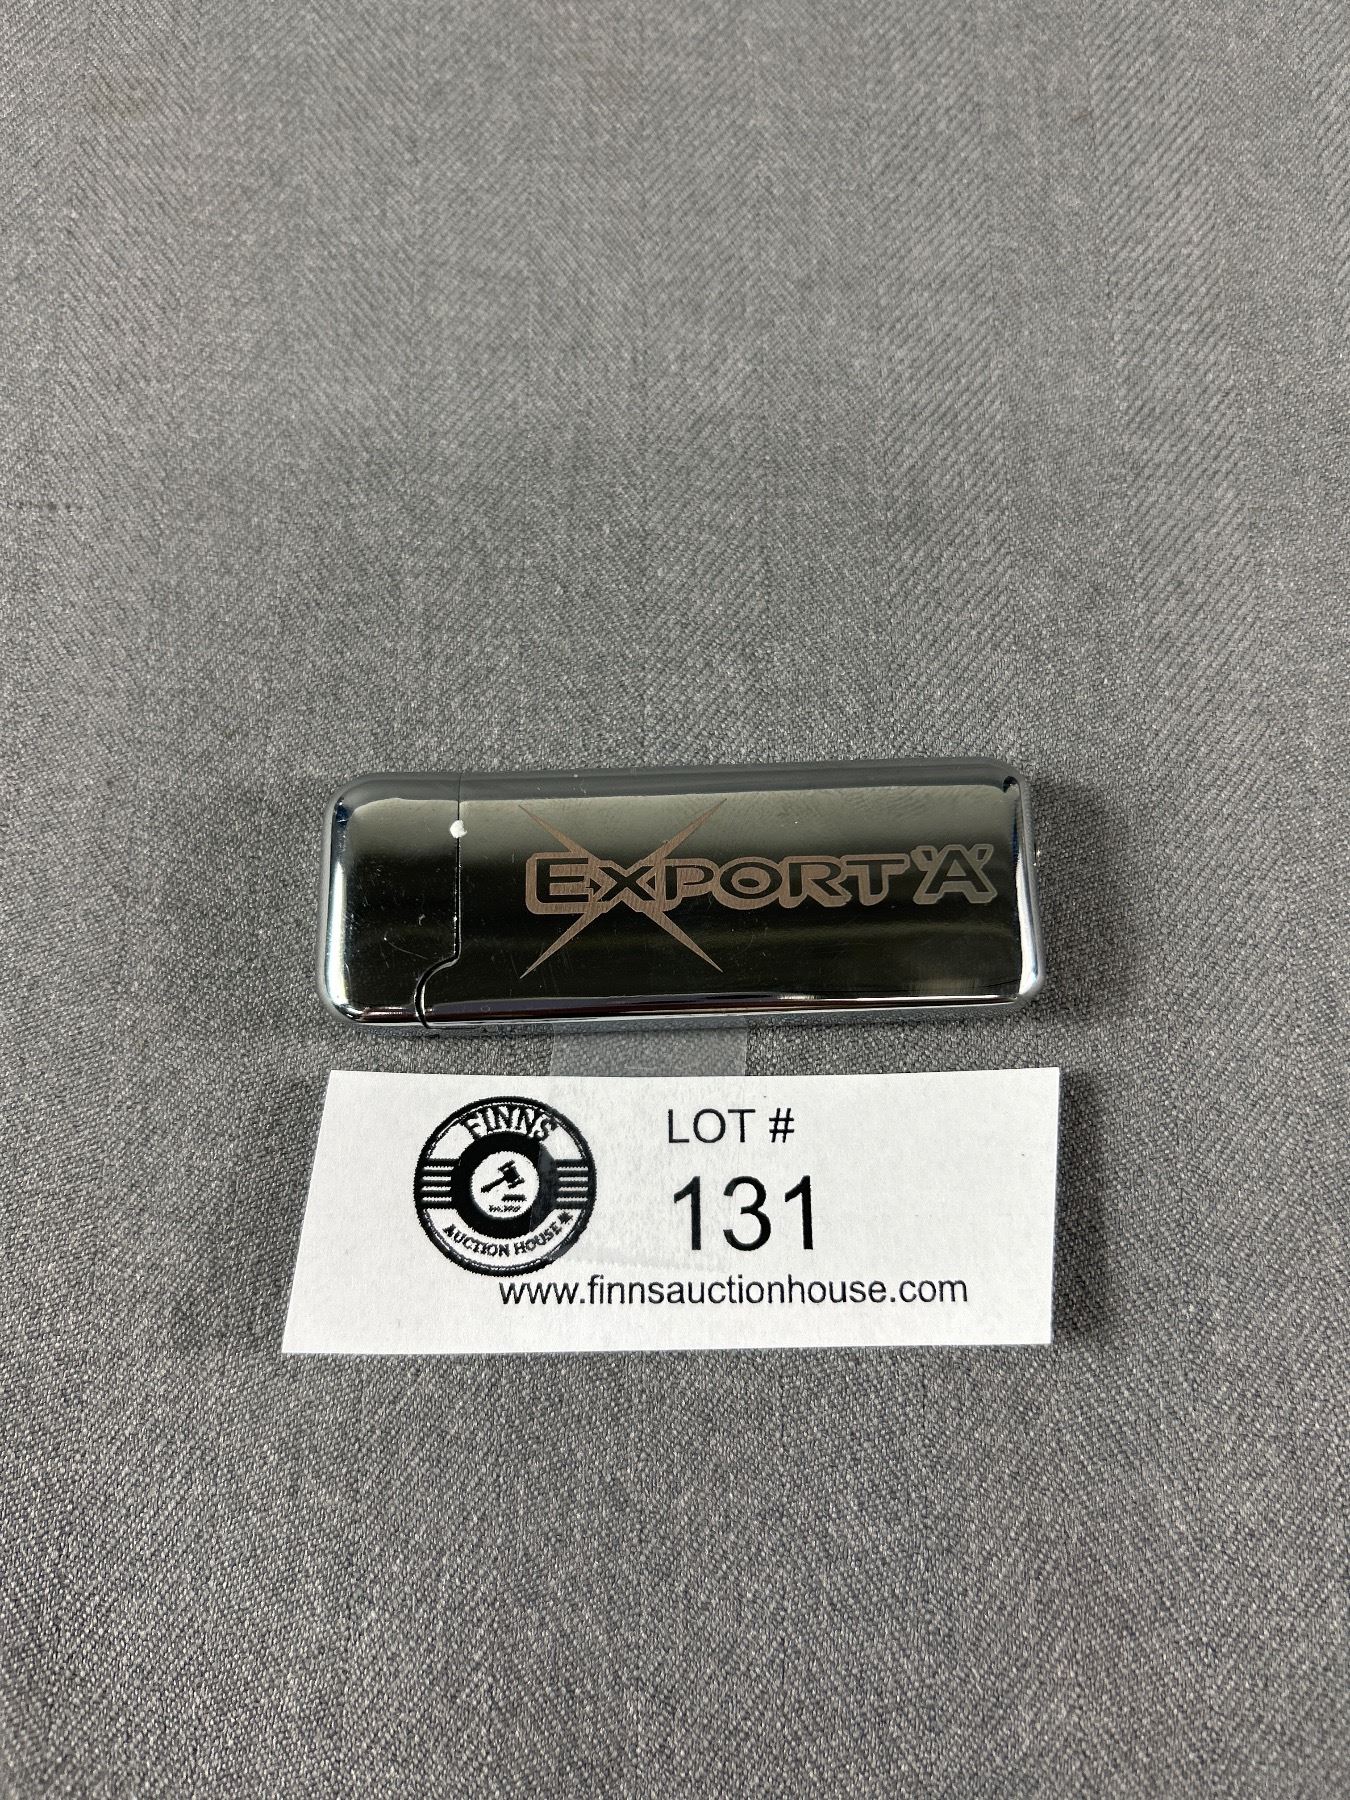 EXPORT 'A'
FINNS
AUCTION HOUSE
LOT #
131
www.finnsauctionhouse.com